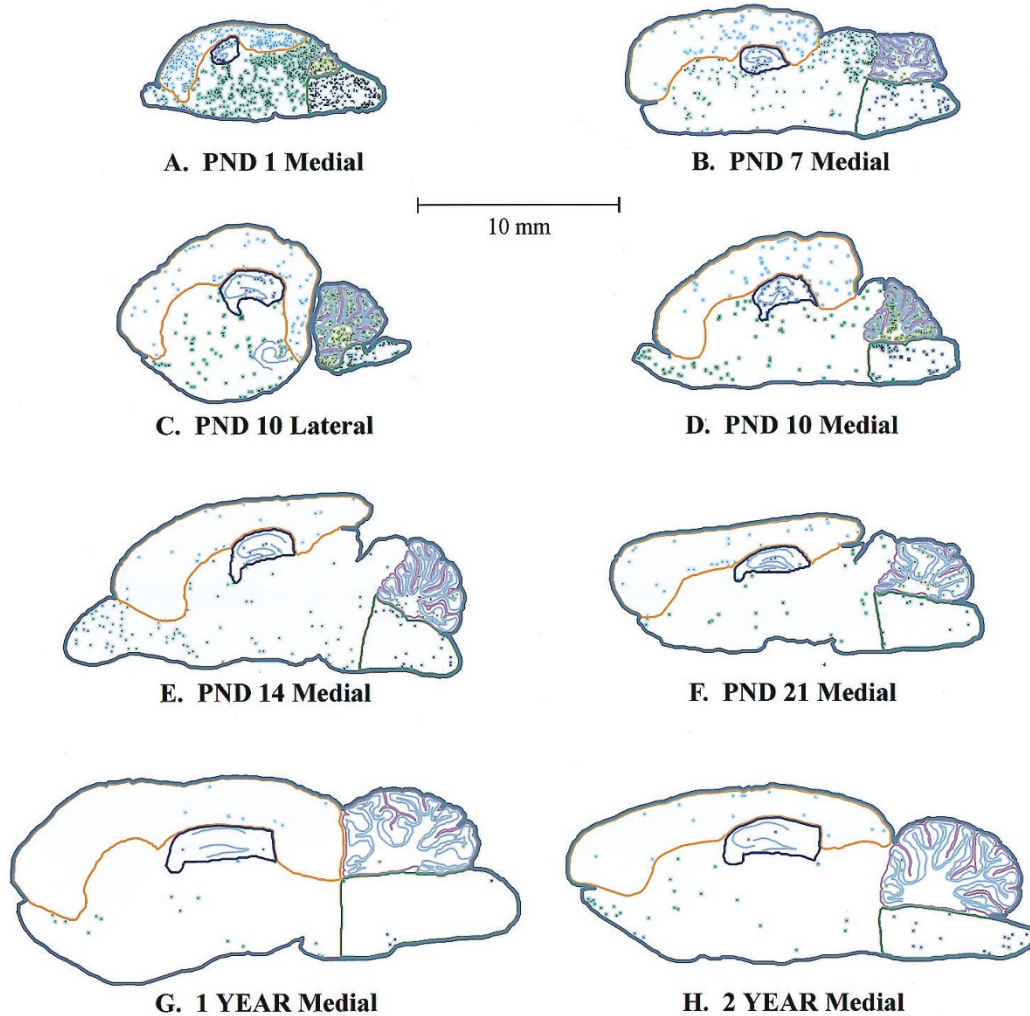 A. PND 1 Medial
B. PND 7 Medial
10 mm
C. PND 10 Lateral
D. PND 10 Medial
E. PND 14 Medial
F. PND 21 Medial
G. 1 YEAR Medial
H. 2 YEAR Medial